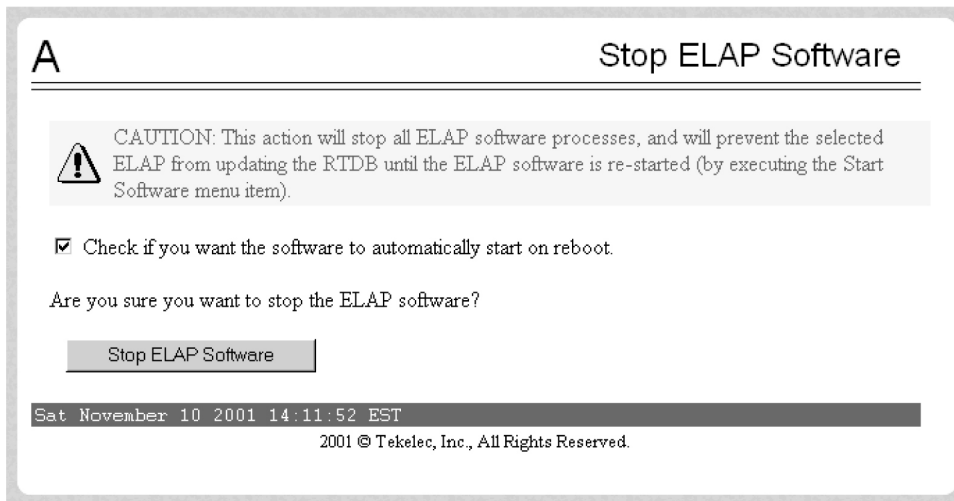 A
Stop ELAP Software
CAUTION: This action will stop all ELAP software processes, and will prevent the selected
ELAP from updating the RTDB until the ELAP software is re-started (by executing the Start
Software menu item).
Check if you want the software to automatically start on reboot.
Are you sure you want to stop the ELAP software?
Stop ELAP Software
Sat November 10 2001 14:11:52 EST
2001 © Tekelec, Inc., All Rights Reserved.